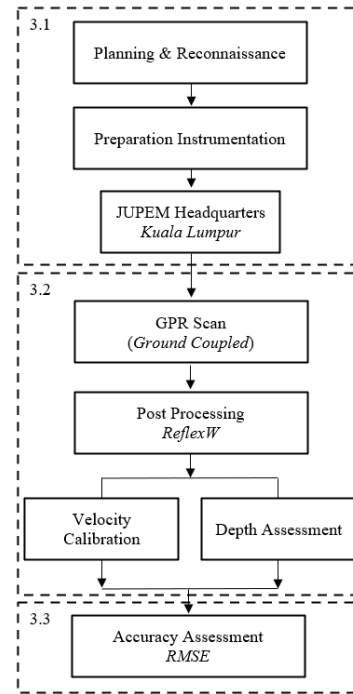 3.1
Planning & Reconnaissance
Preparation Instrumentation
JUPEM Headquarters
Kuala Lumpur
3.2
GPR Scan
(Ground Coupled)
Post Processing
ReflexW
Velocity
Calibration
Depth Assessment
3.3
Accuracy Assessment
RMSE